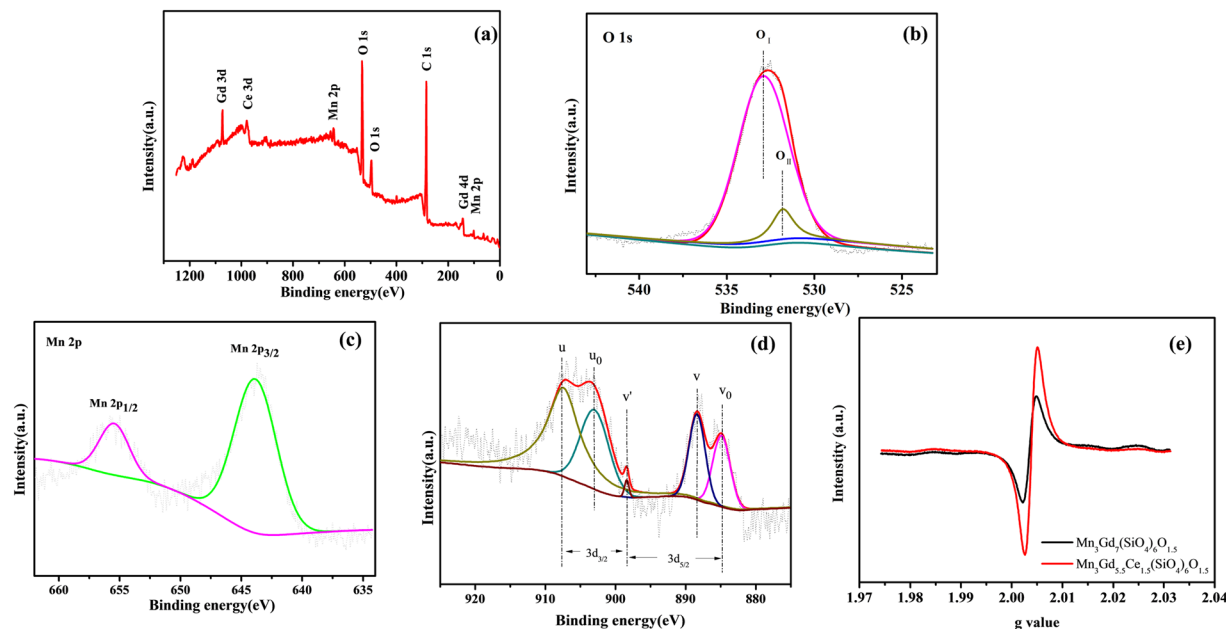 (a)
Gd 3d
Ce 3d
Mn 2p
O 1s
O 1s
C 1s
Gd 4d
Mn 2p
Intensity(a.u.)
1200 1000 800 600 400 200 0
Binding energy(eV)
(b)
O 1s
O I
O II
Intensity(a.u.)
540 535 530 525
Binding energy(eV)
(c)
Mn 2p
Mn 2p1/2
Mn 2p3/2
Intensity(a.u.)
660 655 650 645 640 635
Binding energy(eV)
(d)
u u0 v' v v0
3d3/2 3d5/2
Intensity(a.u.)
920 910 900 890 880
Binding energy(eV)
(e)
Intenstity (a.u.)
Mn3Gd7(SiO4)6O1.5
Mn3Gd5.5Ce1.5(SiO4)6O1.5
1.97 1.98 1.99 2.00 2.01 2.02 2.03 2.04
g value